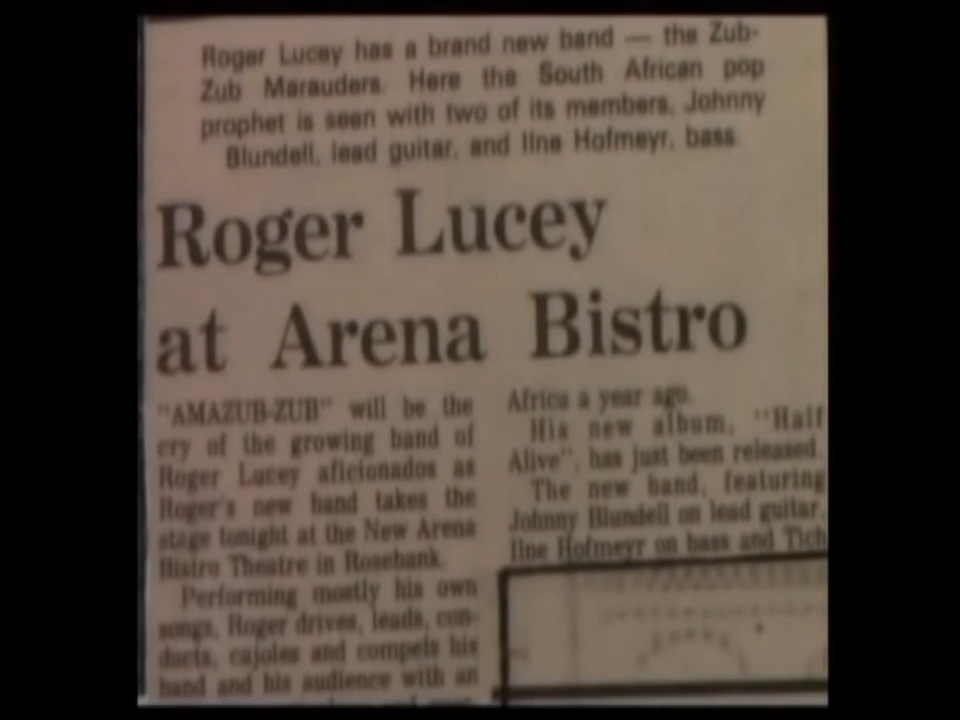 Roger Lucey has a brand new band — the Zub-
Zub Marauders. Here the South African pop
prophet is seen with two of its members, Johnny
Blundell, lead guitar, and Ilne Hofmeyr, bass.
Roger Lucey
at Arena Bistro
"AMAZUB-ZUB" will be the
cry of the growing band of
Roger Lucey aficionados as
Roger's new band takes the
stage tonight at the New Arena
Bistro Theatre in Rosebank.
Performing mostly his own
songs, Roger drives, leads, con-
ducts, cajoles and compels his
band and his audience with an
Africa a year ago.
His new album, "Half
Alive", has just been released.
The new band, featuring
Johnny Blundell on lead guitar,
Ilne Hofmeyr on bass and Tich